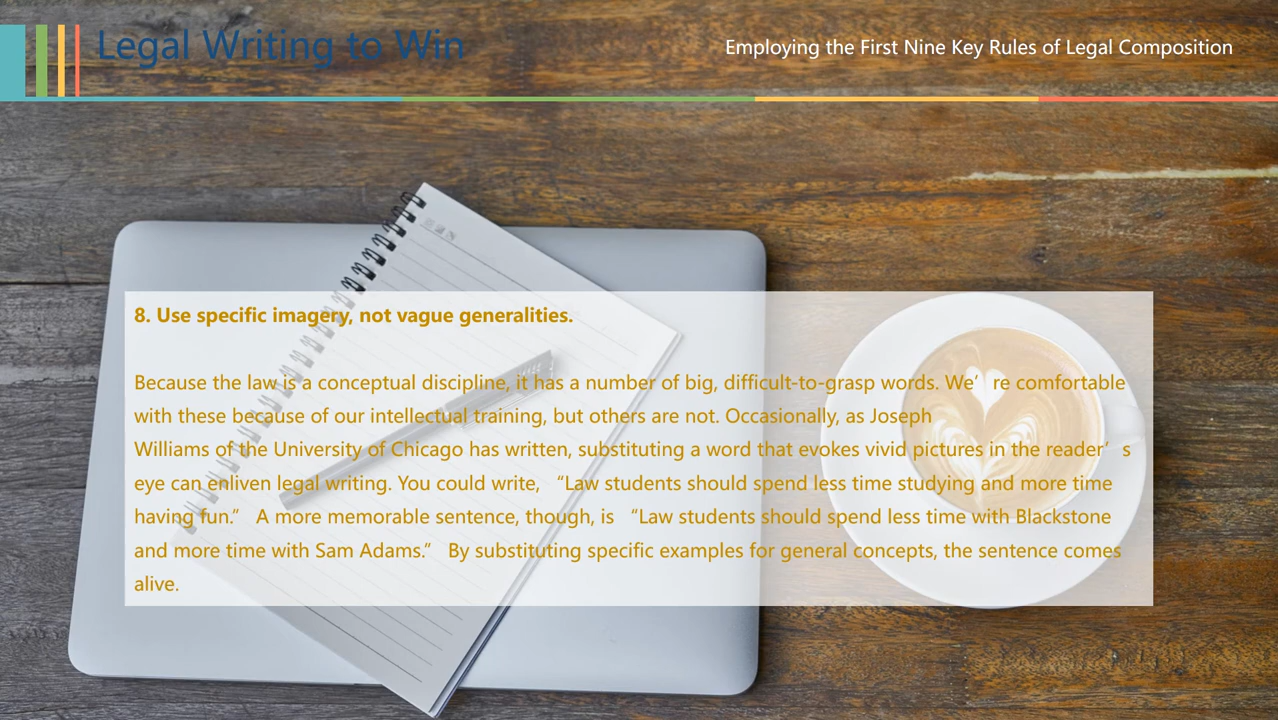 Legal Writing to Win
Employing the First Nine Key Rules of Legal Composition
8. Use specific imagery, not vague generalities.
Because the law is a conceptual discipline, it has a number of big, difficult-to-grasp words. We’re comfortable
with these because of our intellectual training, but others are not. Occasionally, as Joseph
Williams of the University of Chicago has written, substituting a word that evokes vivid pictures in the reader’s
eye can enliven legal writing. You could write, “Law students should spend less time studying and more time
having fun.” A more memorable sentence, though, is “Law students should spend less time with Blackstone
and more time with Sam Adams.” By substituting specific examples for general concepts, the sentence comes
alive.